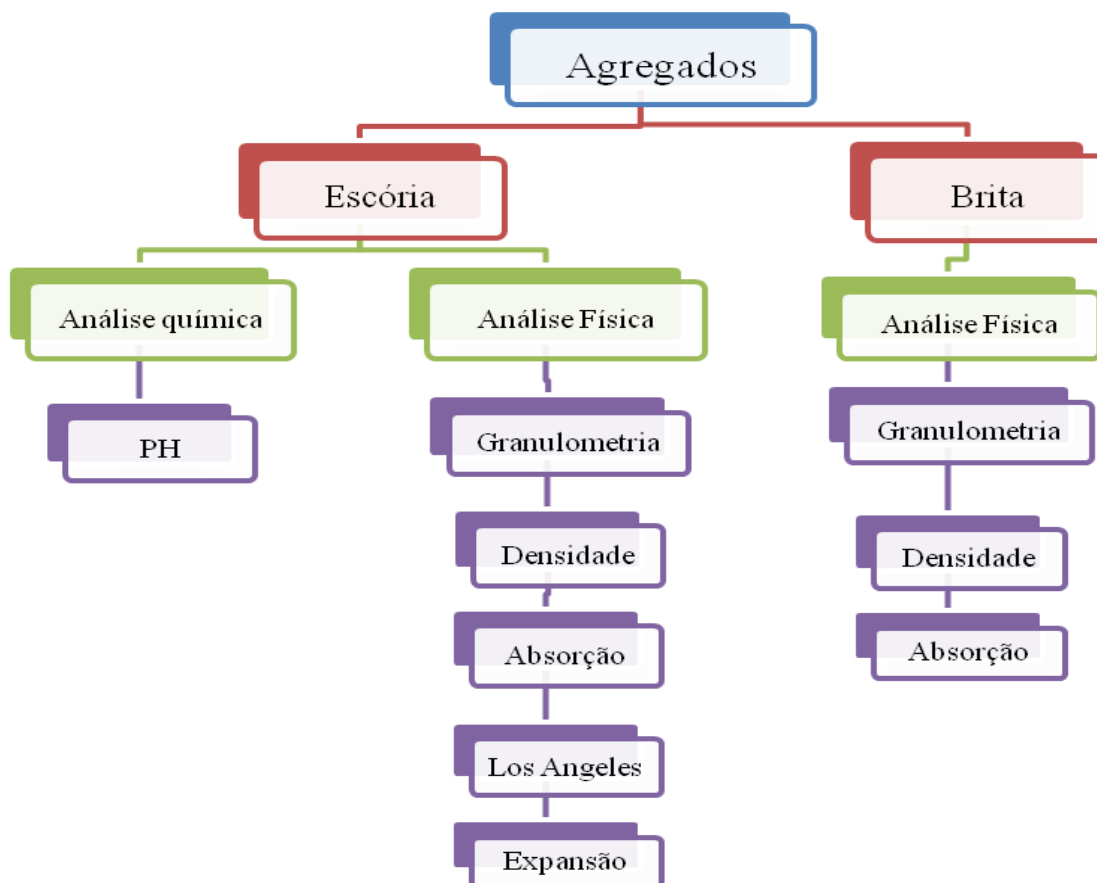 Agregados
Escória
Brita
Análise química
Análise Física
Análise Física
PH
Granulometria
Granulometria
Densidade
Densidade
Absorção
Absorção
Los Angeles
Expansão